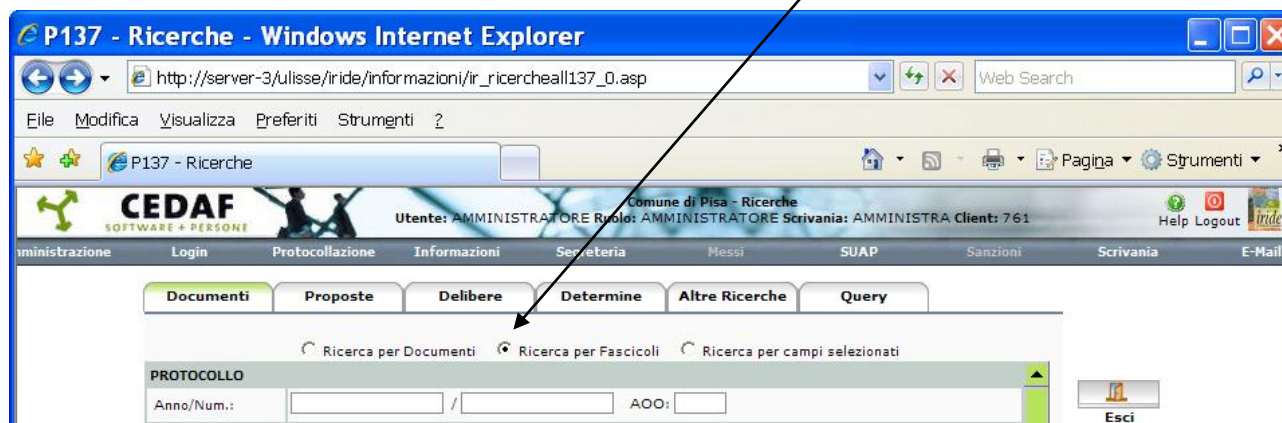 P137 - Ricerche - Windows Internet Explorer
http://server-3/ulisse/iride/informazioni/ir_ricercheall137_0.asp Web Search
File Modifica Visualizza Preferiti Strumenti ?
P137 - Ricerche Pagina Strumenti
CEDAF
SOFTWARE + PERSONE
Comune di Pisa - Ricerche
Utente: AMMINISTRATORE Ruolo: AMMINISTRATORE Scrivania: AMMINISTRA Client: 761
Help Logout iride
mministrazione Login Protocollazione Informazioni Segreteria Messi SUAP Sanzioni Scrivania E-Mail
Documenti Proposte Delibere Determine Altre Ricerche Query
Ricerca per Documenti Ricerca per Fascicoli Ricerca per campi selezionati
PROTOCOLLO
Anno/Num.: / AOO:
Esci